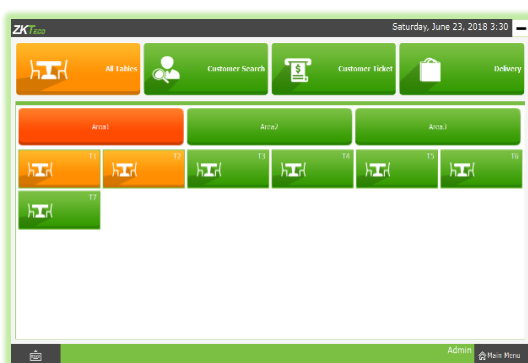 ZKTeco
Saturday, June 23, 2018 3:30
All Tables
Customer Search
Customer Ticket
Delivery
Area1
Area2
Area3
T1
T2
T3
T4
T5
T6
T7
Admin
Main Menu